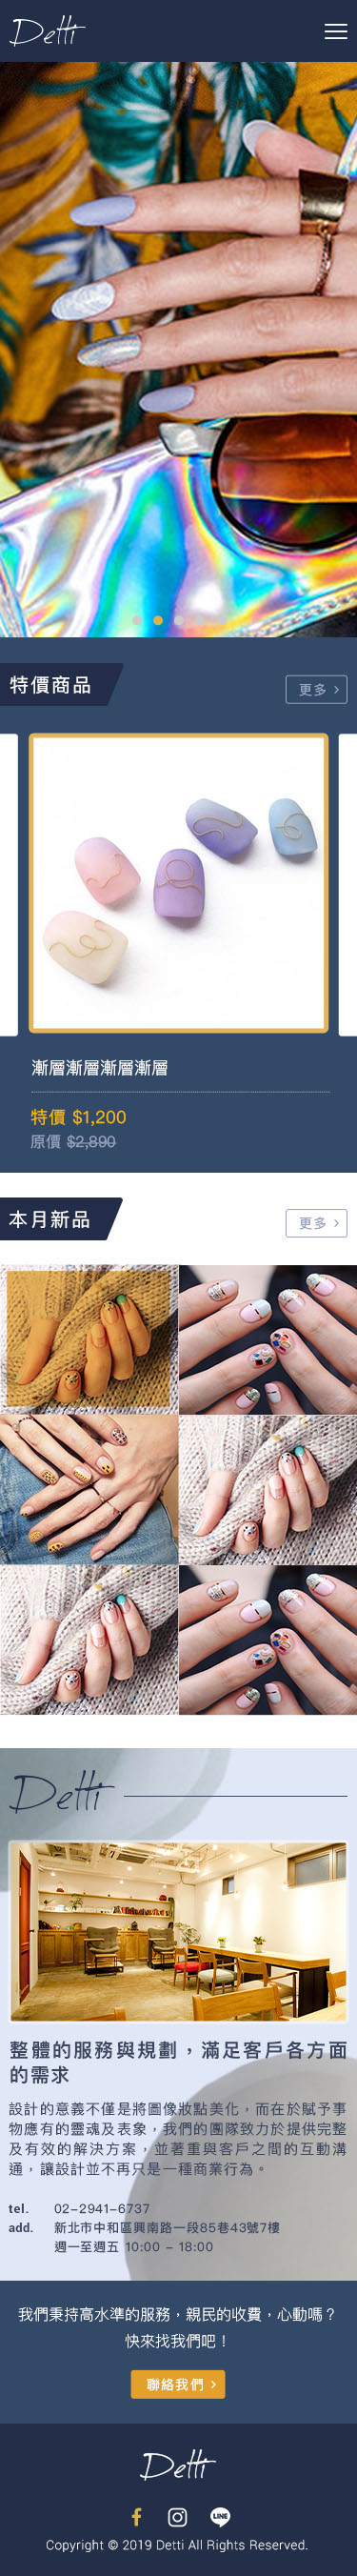 Detti
特價商品
更多
漸層漸層漸層漸層
特價 $1,200
原價 $2,890
本月新品
更多
Detti
整體的服務與規劃，滿足客戶各方面
的需求
設計的意義不僅是將圖像妝點美化，而在於賦予事
物應有的靈魂及表象，我們的團隊致力於提供完整
及有效的解決方案，並著重與客戶之間的互動溝
通，讓設計並不再只是一種商業行為。
tel. 02-2941-6737
add. 新北市中和區興南路一段85巷43號7樓
週一至週五 10:00 - 18:00
我們秉持高水準的服務，親民的收費，心動嗎？
快來找我們吧！
聯絡我們
Detti
LINE
Copyright © 2019 Detti All Rights Reserved.